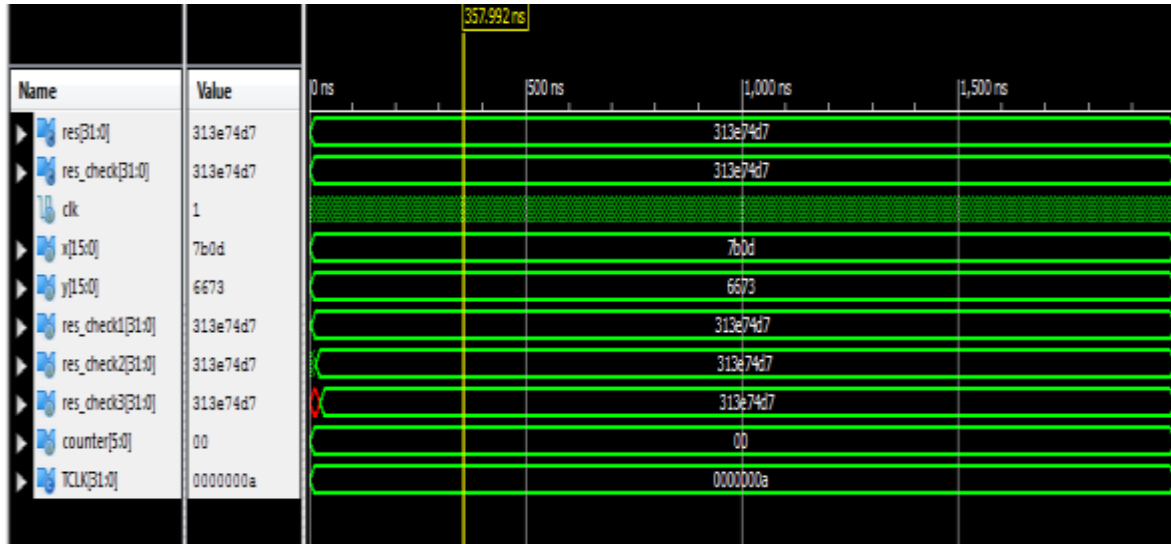 357.992 ns
Name Value 0 ns 500 ns 1,000 ns 1,500 ns
res[31:0] 313e74d7 313e74d7
res_check[31:0] 313e74d7 313e74d7
clk 1
x[15:0] 7b0d 7b0d
y[15:0] 6673 6673
res_check1[31:0] 313e74d7 313e74d7
res_check2[31:0] 313e74d7 313e74d7
res_check3[31:0] 313e74d7 313e74d7
counter[5:0] 00 00
TCLK[31:0] 0000000a 0000000a